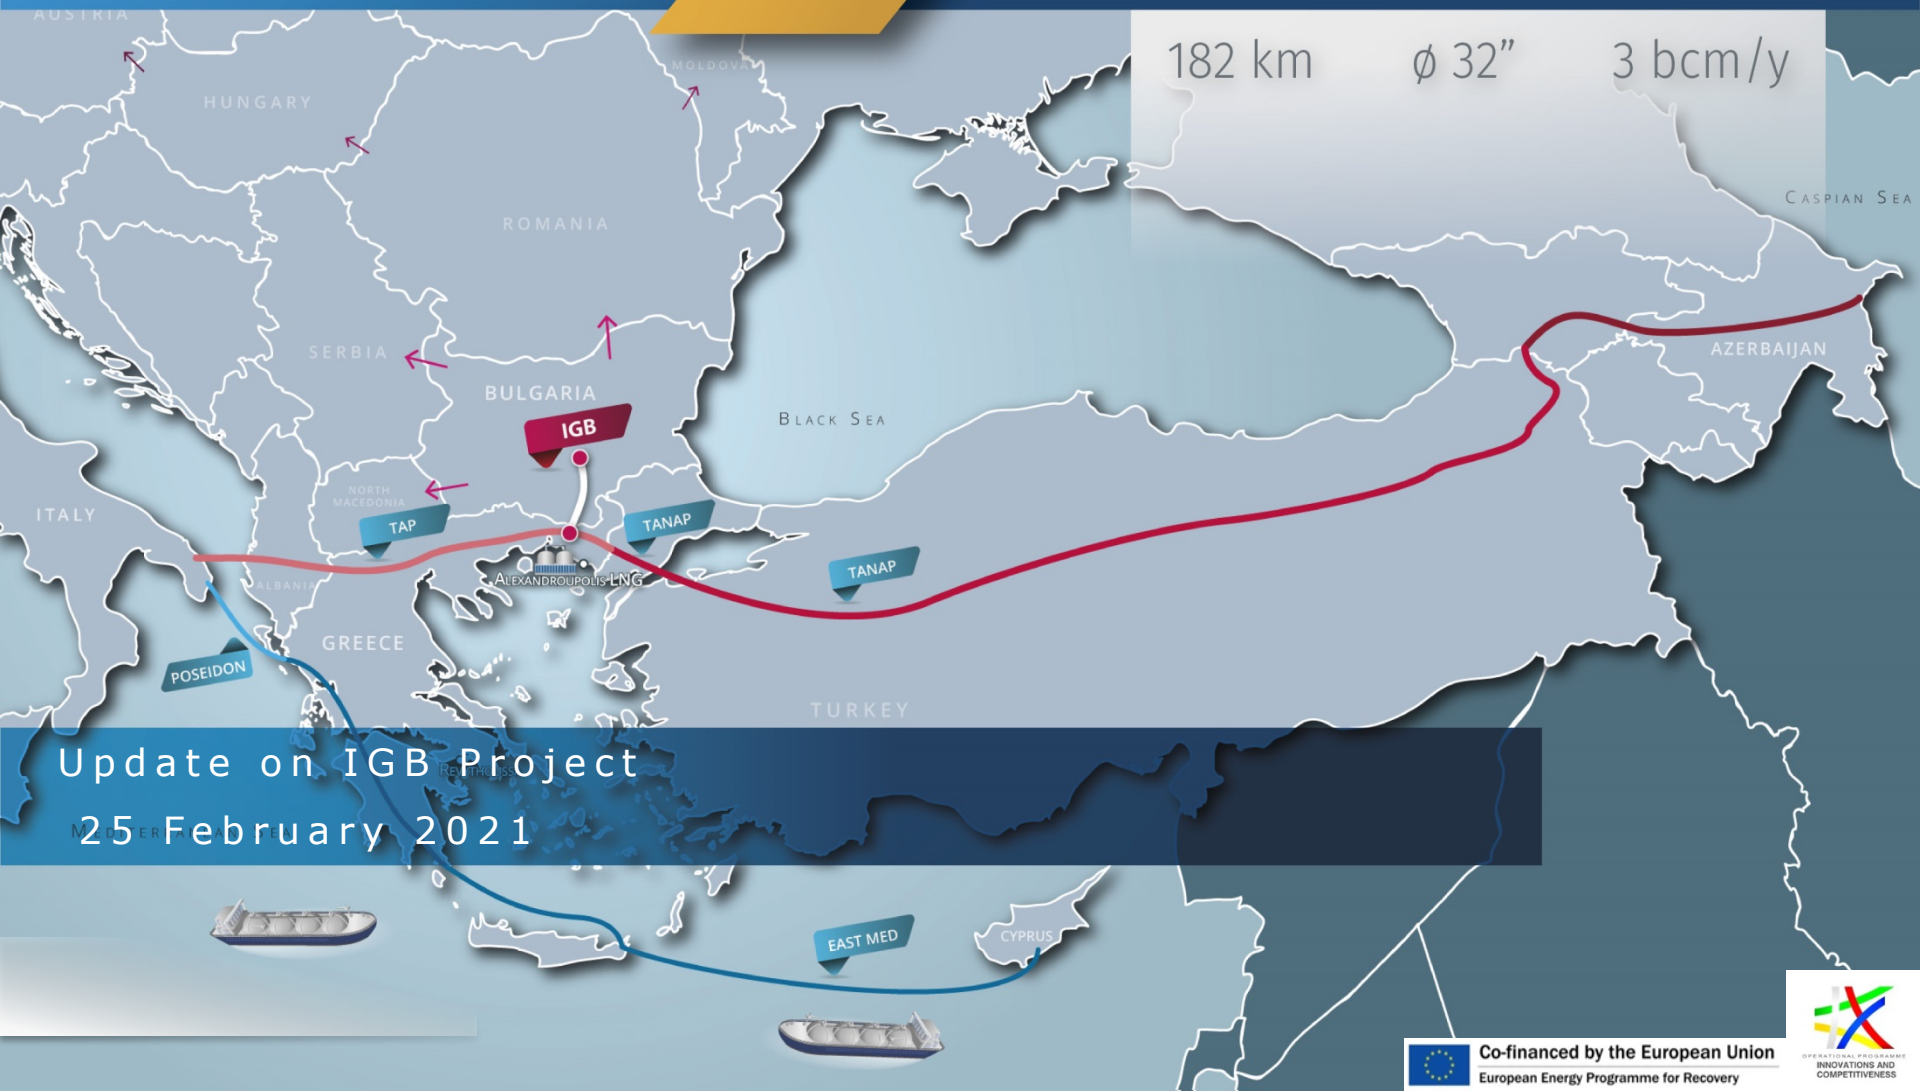 AUSTRIA
182 km ø 32” 3 bcm/y
MOLDOVA
HUNGARY
CASPIAN SEA
ROMANIA
SERBIA
AZERBAIJAN
BULGARIA
BLACK SEA
IGB
NORTH
MACEDONIA
ITALY
TAP
TANAP
TANAP
ALEXANDROUPOLIS LNG
ALBANIA
GREECE
POSEIDON
TURKEY
Update on IGB Project
25 February 2021
MEDITERRANEAN SEA
EAST MED
CYPRUS
Co-financed by the European Union
European Energy Programme for Recovery
OPERATIONAL PROGRAMME
INNOVATIONS AND
COMPETITIVENESS